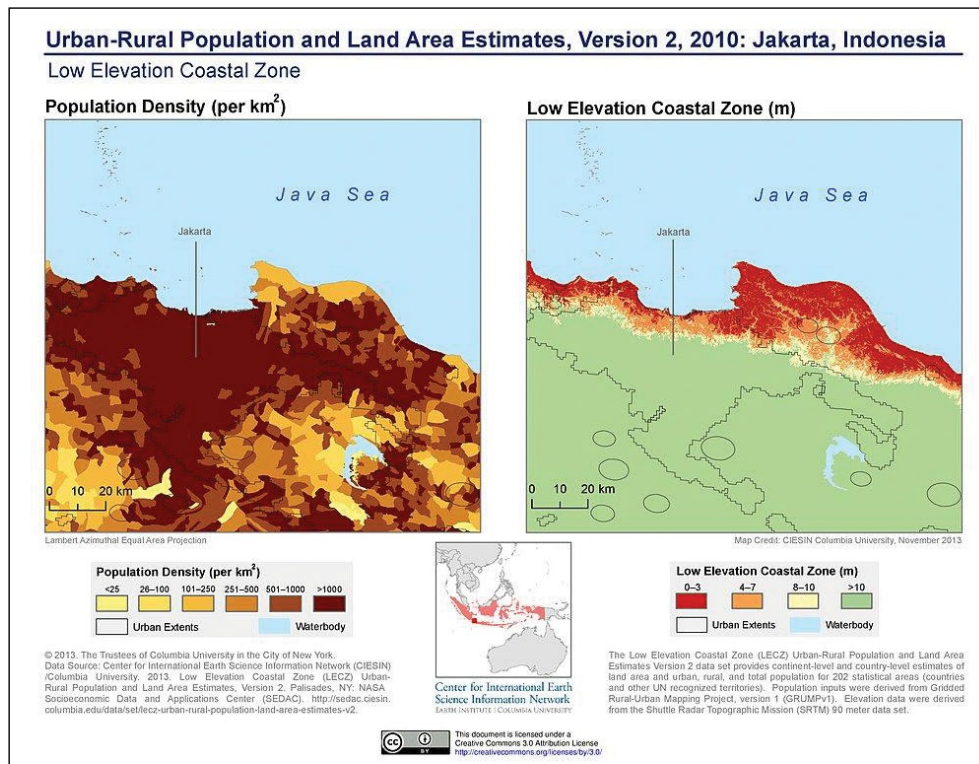 Urban-Rural Population and Land Area Estimates, Version 2, 2010: Jakarta, Indonesia
Low Elevation Coastal Zone
Population Density (per km²)
Java Sea
Jakarta
0 10 20 km
Lambert Azimuthal Equal Area Projection
Low Elevation Coastal Zone (m)
Java Sea
Jakarta
0 10 20 km
Map Credit: CIESIN Columbia University, November 2013
Population Density (per km²)
<25 26–100 101–250 251–500 501–1000 >1000
Urban Extents Waterbody
Low Elevation Coastal Zone (m)
0–3 4–7 8–10 >10
Urban Extents Waterbody
© 2013. The Trustees of Columbia University in the City of New York.
Data Source: Center for International Earth Science Information Network (CIESIN)
/Columbia University. 2013. Low Elevation Coastal Zone (LECZ) Urban-
Rural Population and Land Area Estimates, Version 2. Palisades, NY: NASA
Socioeconomic Data and Applications Center (SEDAC). http://sedac.ciesin.
columbia.edu/data/set/lecz-urban-rural-population-land-area-estimates-v2.
Center for International Earth
Science Information Network
EARTH INSTITUTE | COLUMBIA UNIVERSITY
The Low Elevation Coastal Zone (LECZ) Urban-Rural Population and Land Area
Estimates Version 2 data set provides continent-level and country-level estimates of
land area and urban, rural, and total population for 202 statistical areas (countries
and other UN recognized territories). Population inputs were derived from Gridded
Rural-Urban Mapping Project, version 1 (GRUMPv1). Elevation data were derived
from the Shuttle Radar Topographic Mission (SRTM) 90 meter data set.
cc
BY
This document is licensed under a
Creative Commons 3.0 Attribution License
http://creativecommons.org/licenses/by/3.0/